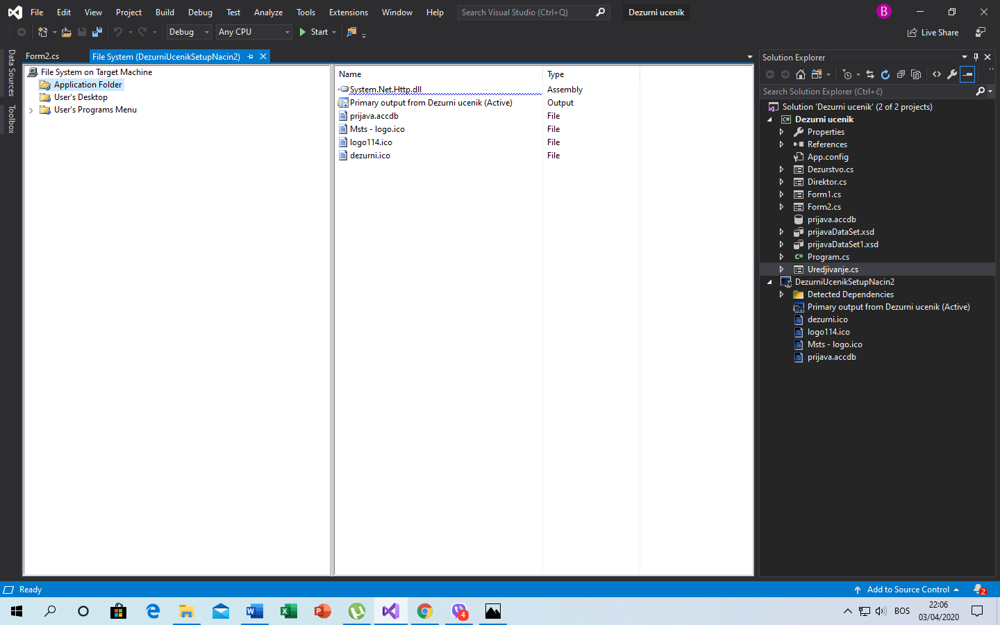 File Edit View Project Build Debug Test Analyze Tools Extensions Window Help Search Visual Studio (Ctrl+Q) Dezurni ucenik B
Debug Any CPU Start Live Share
Form2.cs File System (DezurniUcenikSetupNacin2)
Data Sources
Toolbox
File System on Target Machine
Application Folder
User's Desktop
User's Programs Menu
Name Type
System.Net.Http.dll Assembly
Primary output from Dezurni ucenik (Active) Output
prijava.accdb File
Msts - logo.ico File
logo114.ico File
dezurni.ico File
Solution Explorer
Search Solution Explorer (Ctrl+č)
Solution 'Dezurni ucenik' (2 of 2 projects)
C# Dezurni ucenik
Properties
References
App.config
Dezurstvo.cs
Direktor.cs
Form1.cs
Form2.cs
prijava.accdb
prijavaDataSet.xsd
prijavaDataSet1.xsd
C# Program.cs
Uredjivanje.cs
DezurniUcenikSetupNacin2
Detected Dependencies
Primary output from Dezurni ucenik (Active)
dezurni.ico
logo114.ico
Msts - logo.ico
prijava.accdb
Ready Add to Source Control 2
4 BOS 22:06
03/04/2020